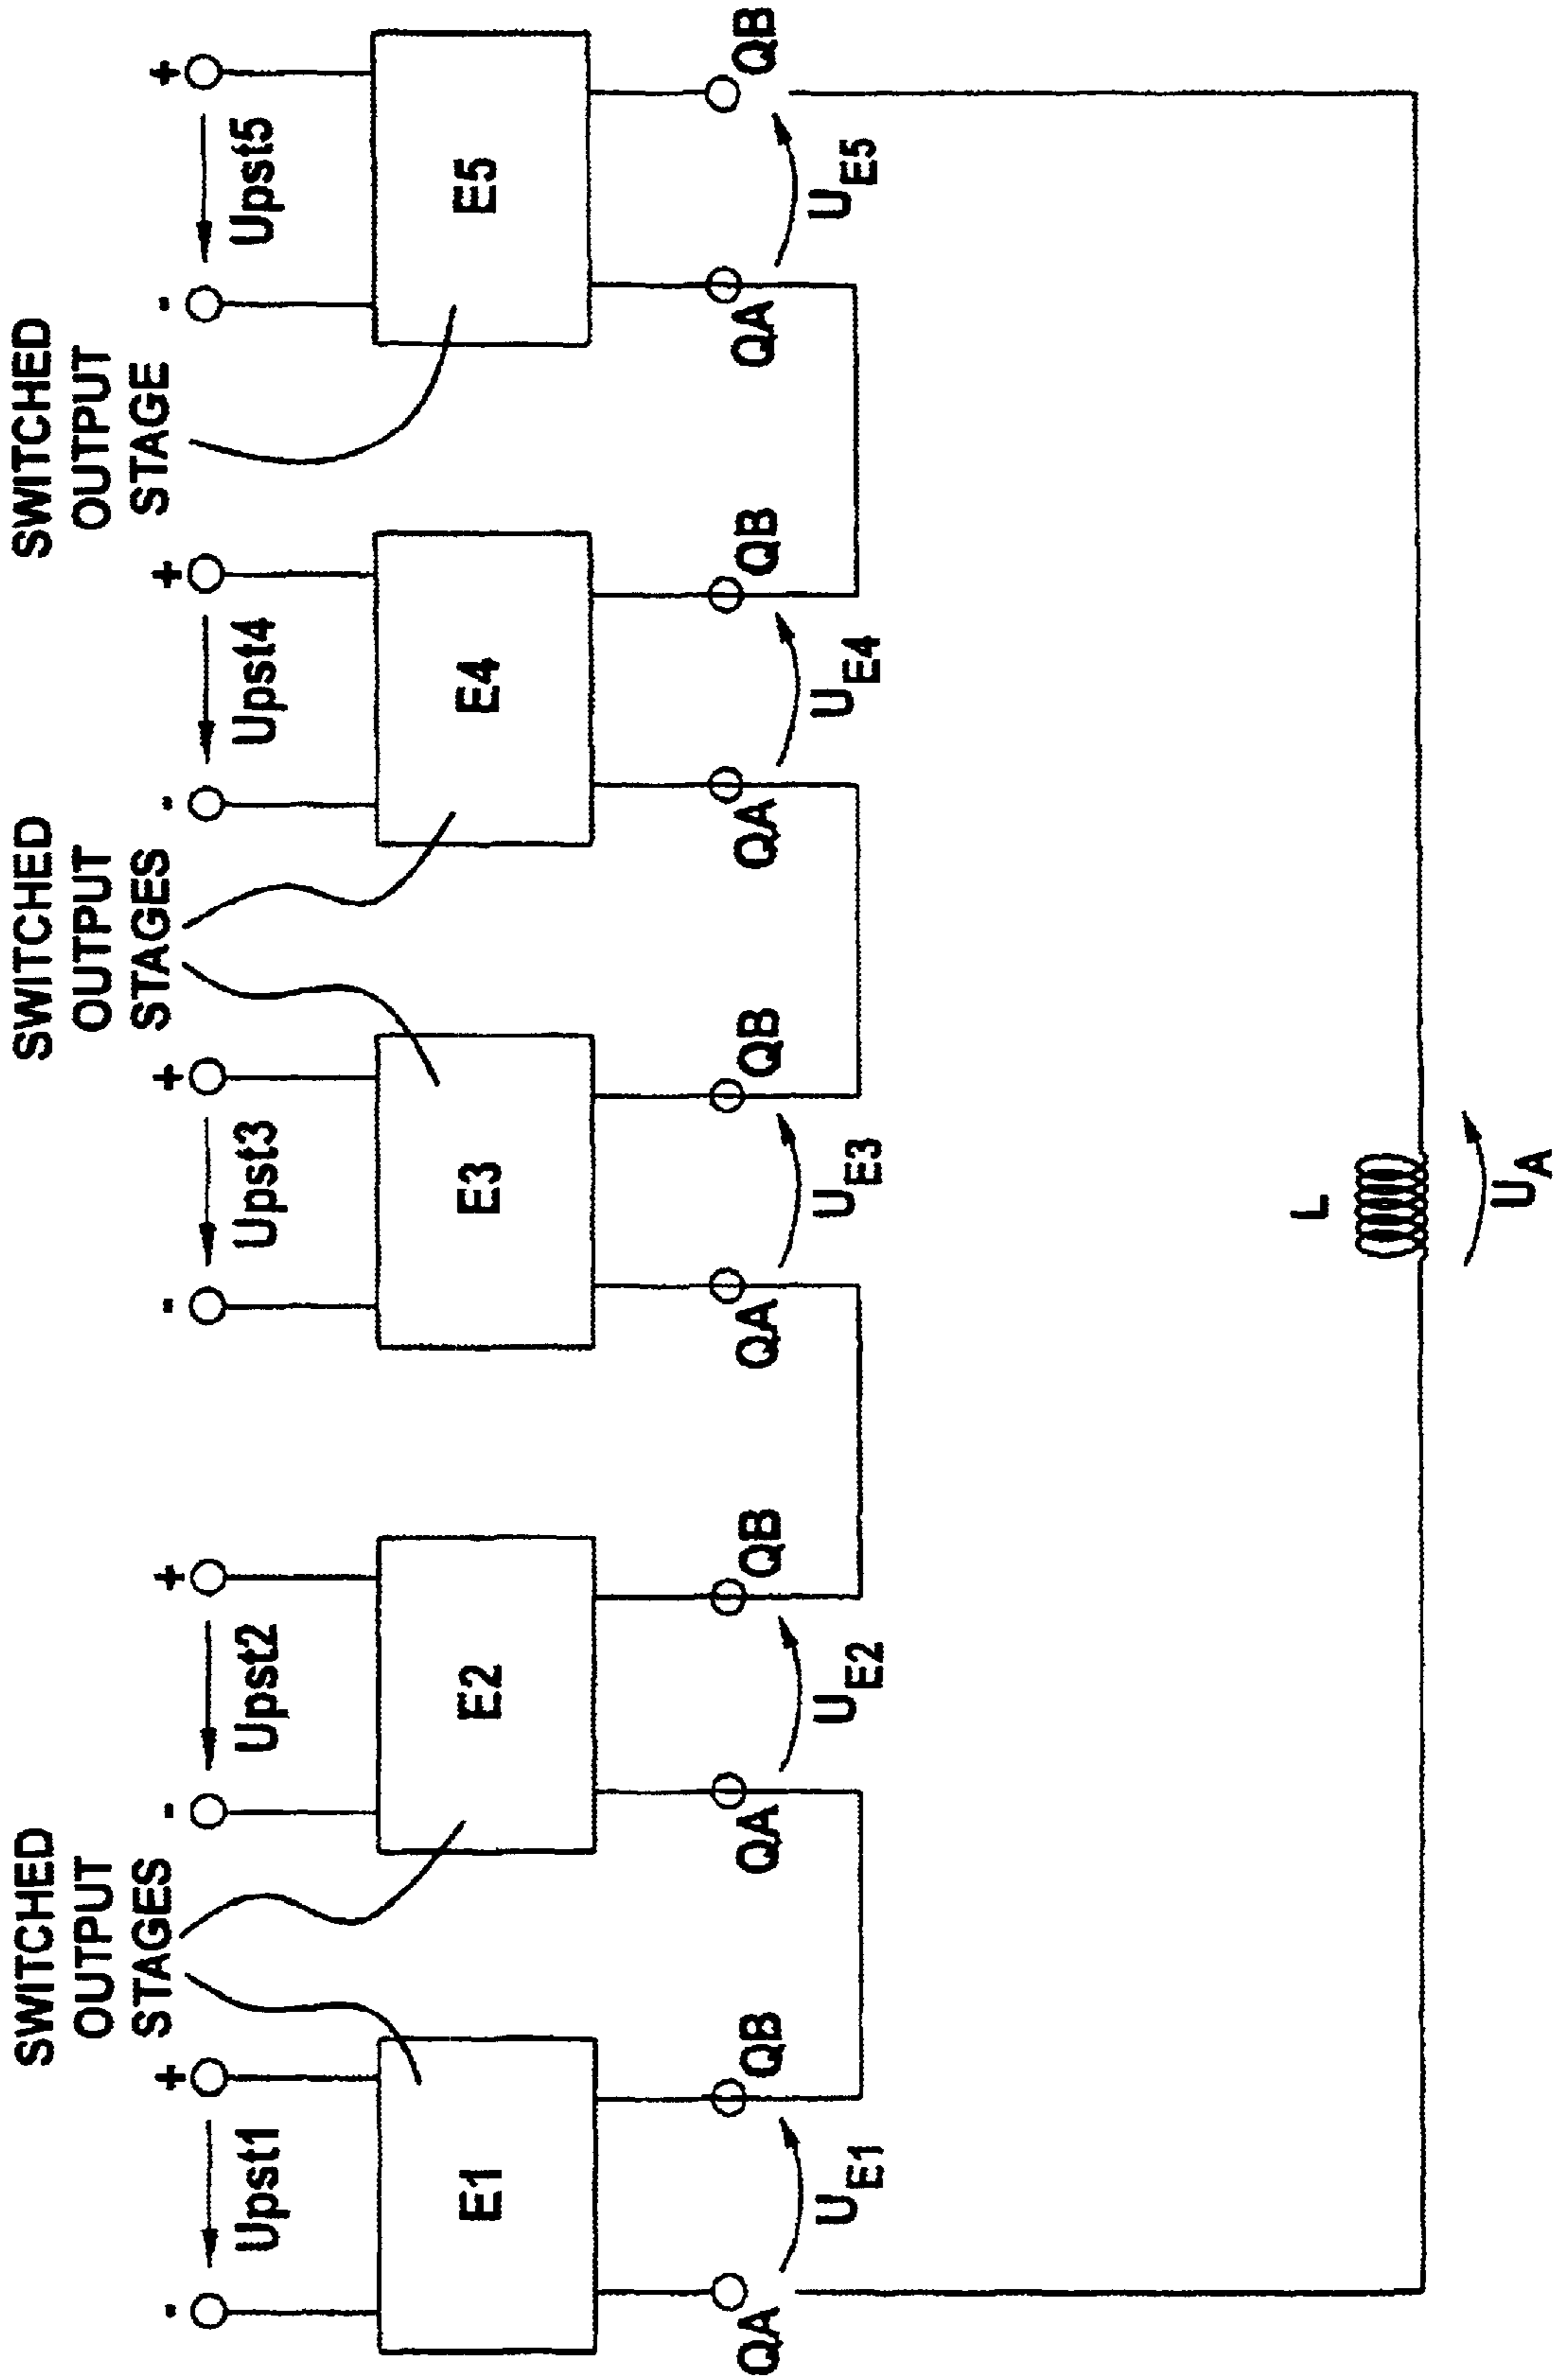 SWITCHED
OUTPUT
STAGES
SWITCHED
OUTPUT
STAGES
SWITCHED
OUTPUT
STAGE
- + - + - + - + - +
Upst1 Upst2 Upst3 Upst4 Upst5
E1 E2 E3 E4 E5
QA QB QA QB QA QB QA QB QA QB
UE1 UE2 UE3 UE4 UE5
L
UA